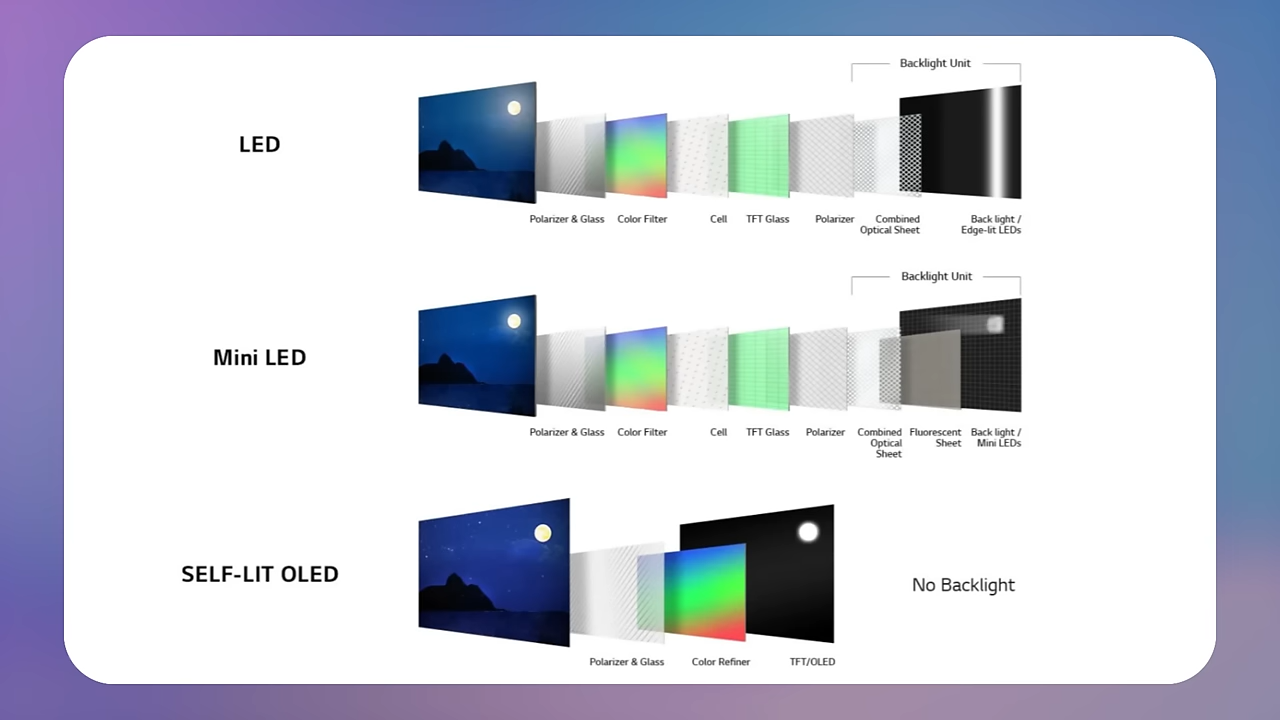 Backlight Unit
LED
Polarizer & Glass
Color Filter
Cell
TFT Glass
Polarizer
Combined
Optical Sheet
Back light /
Edge-lit LEDs
Backlight Unit
Mini LED
Polarizer & Glass
Color Filter
Cell
TFT Glass
Polarizer
Combined
Optical
Sheet
Fluorescent
Sheet
Back light /
Mini LEDs
SELF-LIT OLED
No Backlight
Polarizer & Glass
Color Refiner
TFT/OLED